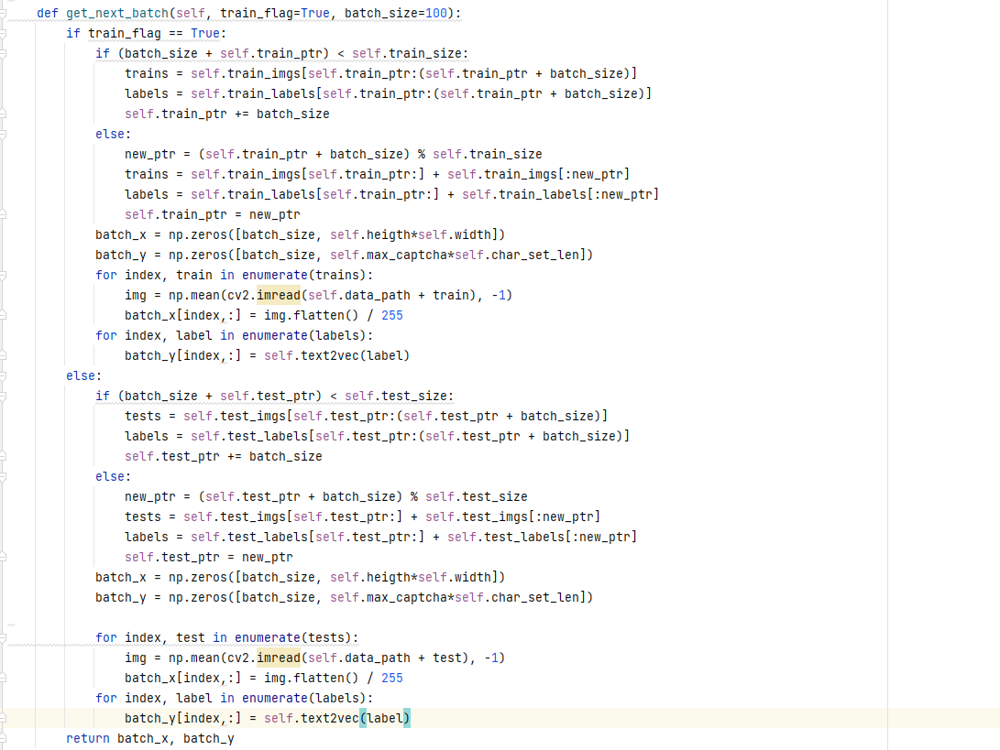 def get_next_batch(self, train_flag=True, batch_size=100):
    if train_flag == True:
        if (batch_size + self.train_ptr) < self.train_size:
            trains = self.train_imgs[self.train_ptr:(self.train_ptr + batch_size)]
            labels = self.train_labels[self.train_ptr:(self.train_ptr + batch_size)]
            self.train_ptr += batch_size
        else:
            new_ptr = (self.train_ptr + batch_size) % self.train_size
            trains = self.train_imgs[self.train_ptr:] + self.train_imgs[:new_ptr]
            labels = self.train_labels[self.train_ptr:] + self.train_labels[:new_ptr]
            self.train_ptr = new_ptr
        batch_x = np.zeros([batch_size, self.heigth*self.width])
        batch_y = np.zeros([batch_size, self.max_captcha*self.char_set_len])
        for index, train in enumerate(trains):
            img = np.mean(cv2.imread(self.data_path + train), -1)
            batch_x[index,:] = img.flatten() / 255
        for index, label in enumerate(labels):
            batch_y[index,:] = self.text2vec(label)
    else:
        if (batch_size + self.test_ptr) < self.test_size:
            tests = self.test_imgs[self.test_ptr:(self.test_ptr + batch_size)]
            labels = self.test_labels[self.test_ptr:(self.test_ptr + batch_size)]
            self.test_ptr += batch_size
        else:
            new_ptr = (self.test_ptr + batch_size) % self.test_size
            tests = self.test_imgs[self.test_ptr:] + self.test_imgs[:new_ptr]
            labels = self.test_labels[self.test_ptr:] + self.test_labels[:new_ptr]
            self.test_ptr = new_ptr
        batch_x = np.zeros([batch_size, self.heigth*self.width])
        batch_y = np.zeros([batch_size, self.max_captcha*self.char_set_len])

        for index, test in enumerate(tests):
            img = np.mean(cv2.imread(self.data_path + test), -1)
            batch_x[index,:] = img.flatten() / 255
        for index, label in enumerate(labels):
            batch_y[index,:] = self.text2vec(label)
    return batch_x, batch_y